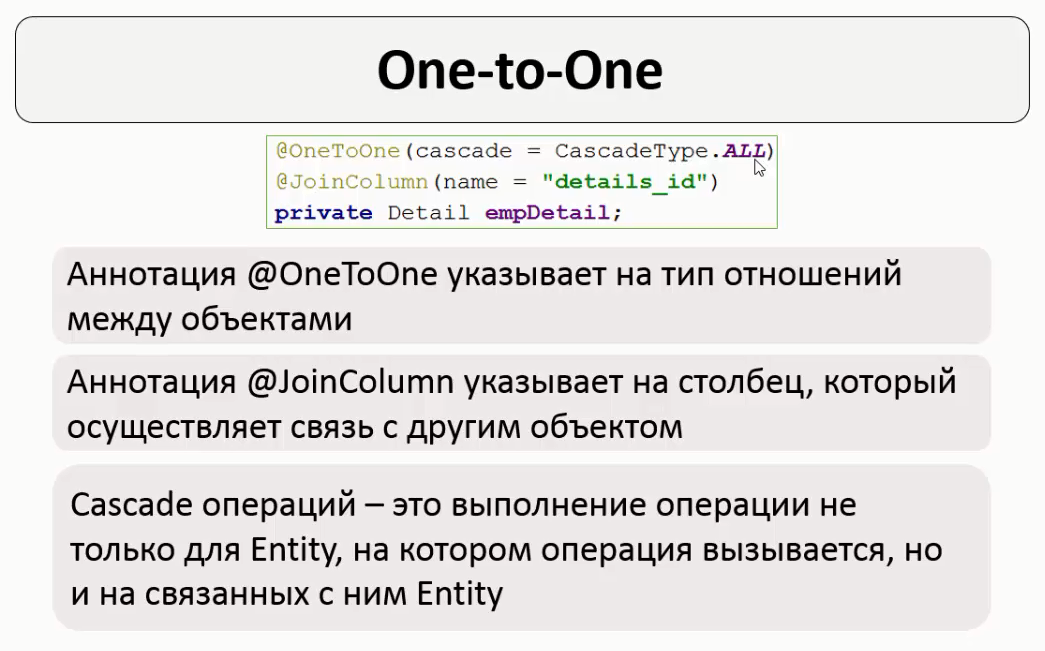 One-to-One
@OneToOne(cascade = CascadeType.ALL)
@JoinColumn(name = "details_id")
private Detail empDetail;
Аннотация @OneToOne указывает на тип отношений
между объектами
Аннотация @JoinColumn указывает на столбец, который
осуществляет связь с другим объектом
Cascade операций – это выполнение операции не
только для Entity, на котором операция вызывается, но
и на связанных с ним Entity